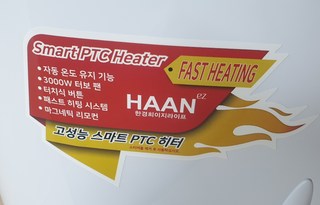 Smart PTC Heater
FAST HEATING
• 자동 온도 유지 기능
• 3000W 터보 팬
• 터치식 버튼
• 패스트 히팅 시스템
• 마그네틱 리모컨
HAAN ez
한경희이지라이프
고성능 스마트 PTC 히터